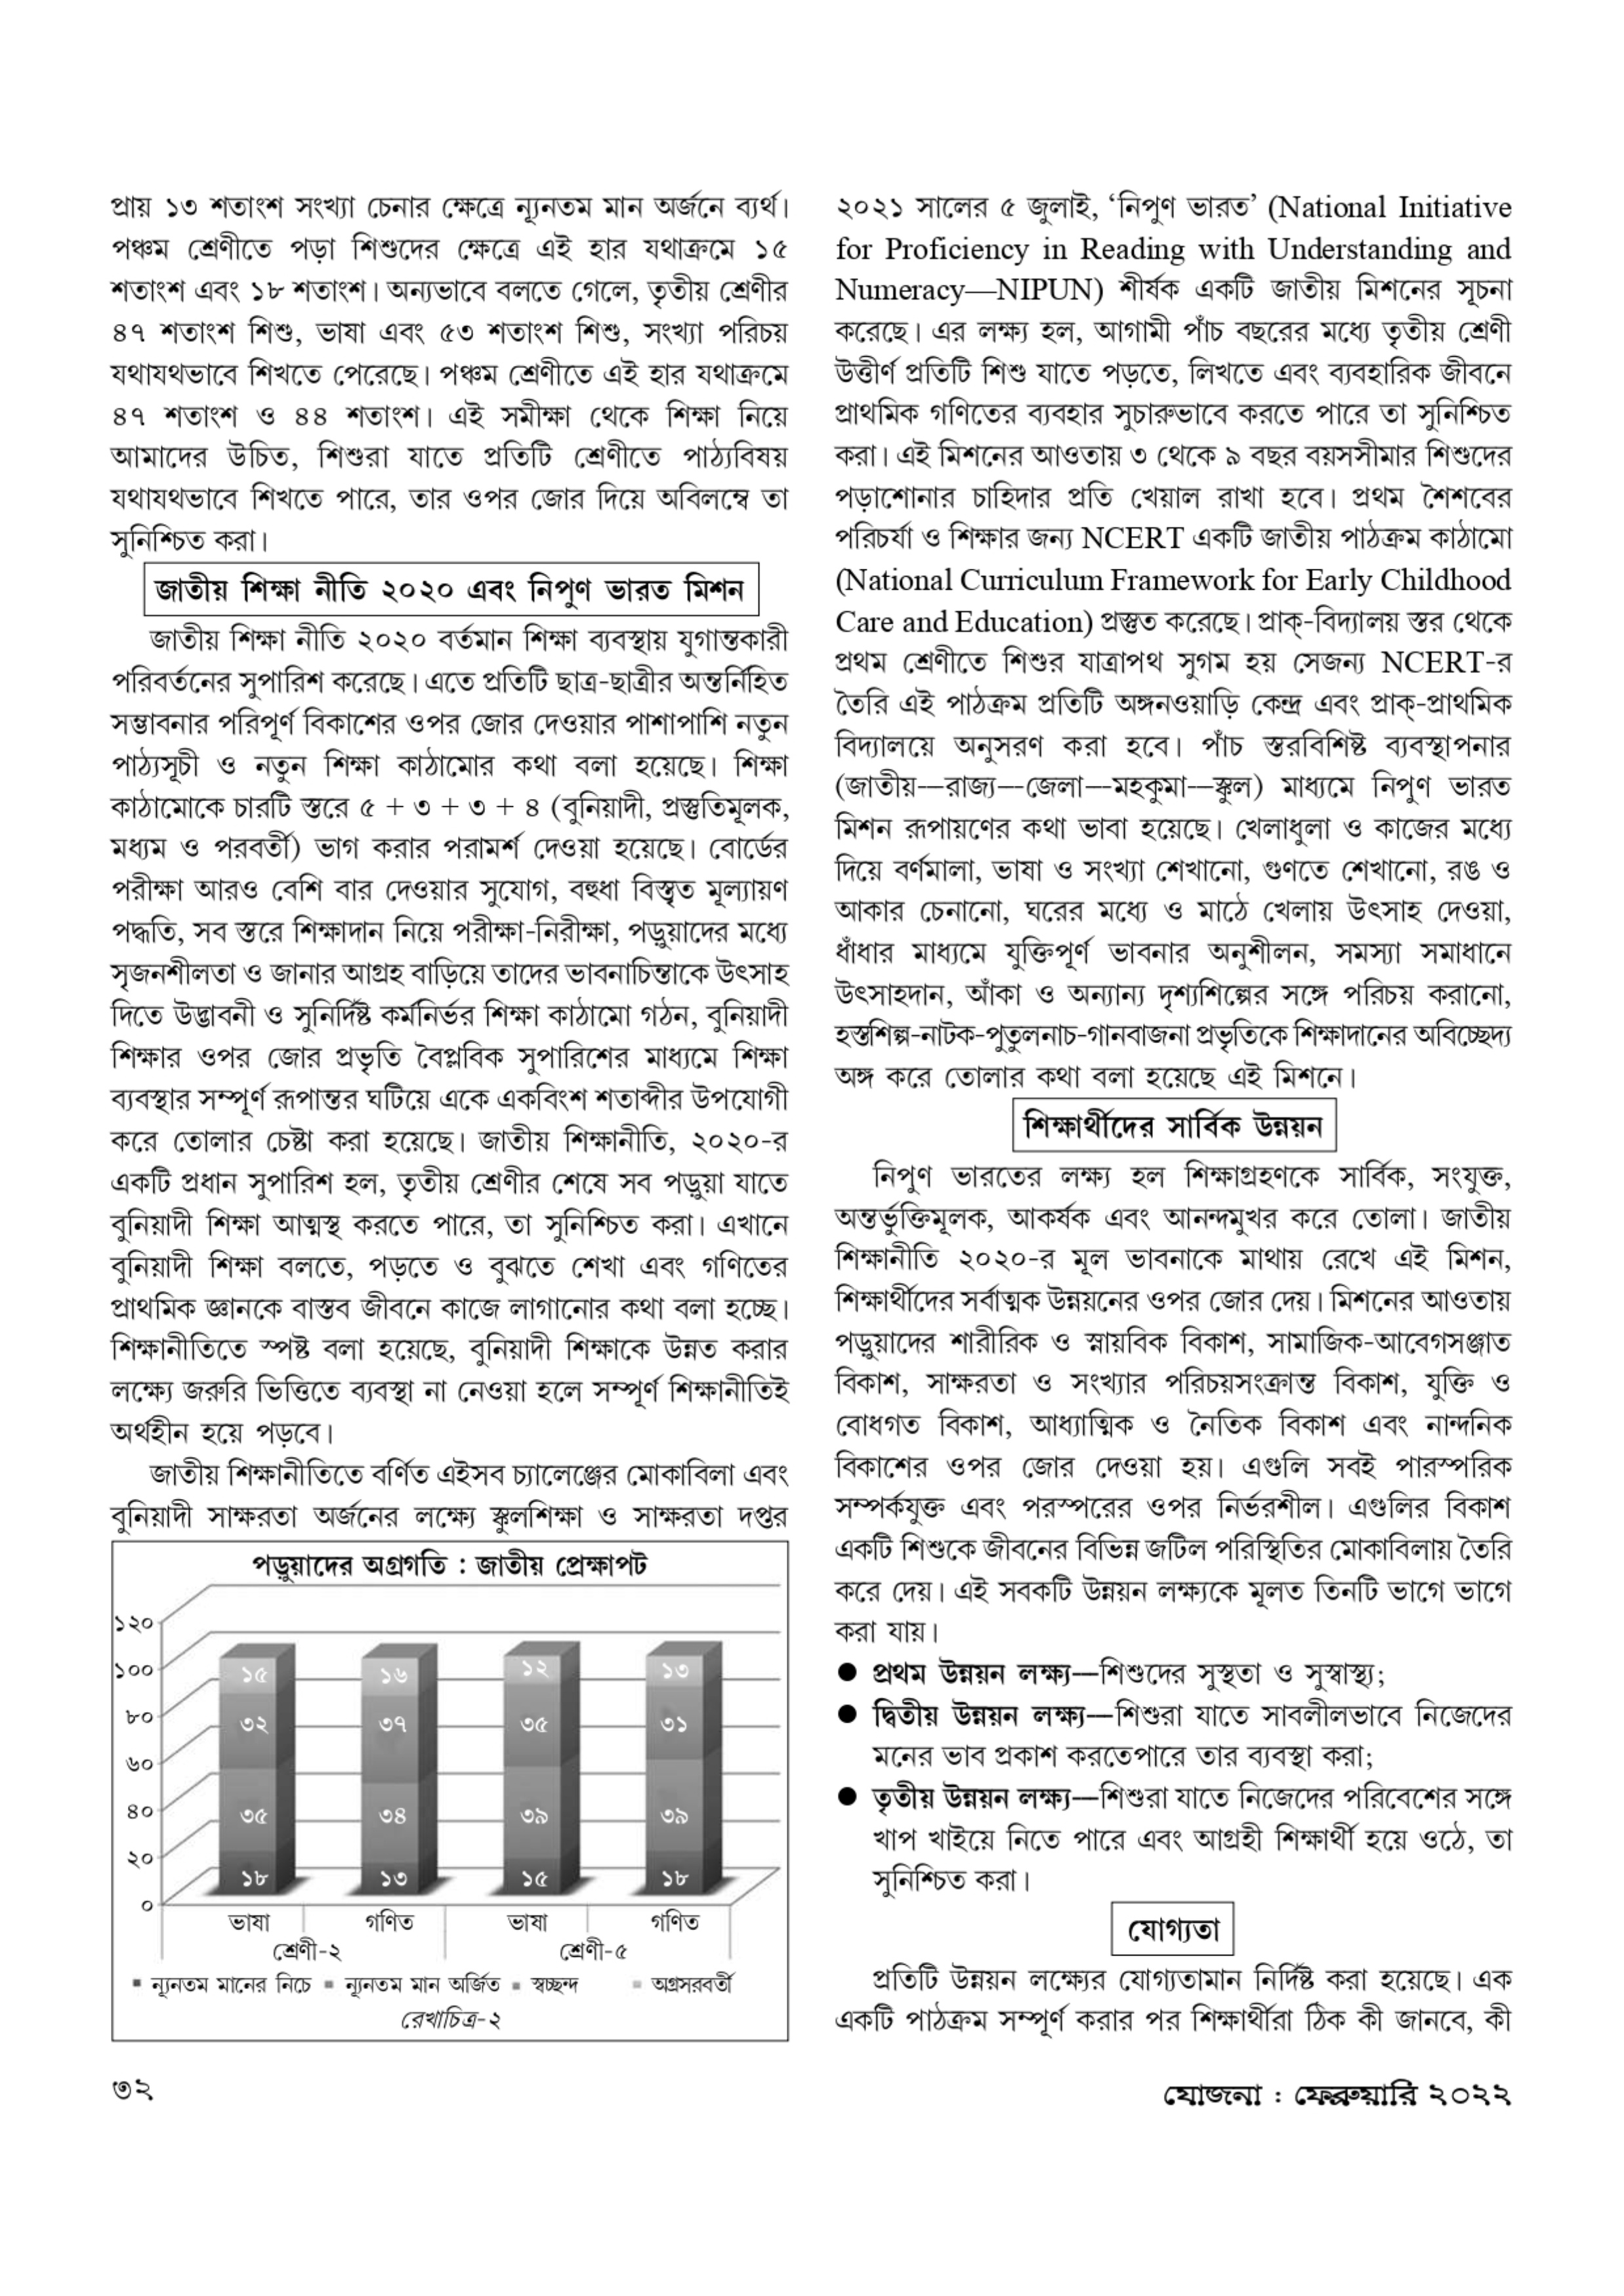 প্রায় ১৩ শতাংশ সংখ্যা চেনার ক্ষেত্রে ন্যূনতম মান অর্জনে ব্যর্থ।
পঞ্চম শ্রেণীতে পড়া শিশুদের ক্ষেত্রে এই হার যথাক্রমে ১৫
শতাংশ এবং ১৮ শতাংশ। অন্যভাবে বলতে গেলে, তৃতীয় শ্রেণীর
৪৭ শতাংশ শিশু, ভাষা এবং ৫৩ শতাংশ শিশু, সংখ্যা পরিচয়
যথাযথভাবে শিখতে পেরেছে। পঞ্চম শ্রেণীতে এই হার যথাক্রমে
৪৭ শতাংশ ও ৪৪ শতাংশ। এই সমীক্ষা থেকে শিক্ষা নিয়ে
আমাদের উচিত, শিশুরা যাতে প্রতিটি শ্রেণীতে পাঠ্যবিষয়
যথাযথভাবে শিখতে পারে, তার ওপর জোর দিয়ে অবিলম্বে তা
সুনিশ্চিত করা।
জাতীয় শিক্ষা নীতি ২০২০ এবং নিপুণ ভারত মিশন
জাতীয় শিক্ষা নীতি ২০২০ বর্তমান শিক্ষা ব্যবস্থায় যুগান্তকারী
পরিবর্তনের সুপারিশ করেছে। এতে প্রতিটি ছাত্র-ছাত্রীর অন্তর্নিহিত
সম্ভাবনার পরিপূর্ণ বিকাশের ওপর জোর দেওয়ার পাশাপাশি নতুন
পাঠ্যসূচী ও নতুন শিক্ষা কাঠামোর কথা বলা হয়েছে। শিক্ষা
কাঠামোকে চারটি স্তরে ৫ + ৩ + ৩ + ৪ (বুনিয়াদী, প্রস্তুতিমূলক,
মধ্যম ও পরবর্তী) ভাগ করার পরামর্শ দেওয়া হয়েছে। বোর্ডের
পরীক্ষা আরও বেশি বার দেওয়ার সুযোগ, বহুধা বিস্তৃত মূল্যায়ণ
পদ্ধতি, সব স্তরে শিক্ষাদান নিয়ে পরীক্ষা-নিরীক্ষা, পড়ুয়াদের মধ্যে
সৃজনশীলতা ও জানার আগ্রহ বাড়িয়ে তাদের ভাবনাচিন্তাকে উৎসাহ
দিতে উদ্ভাবনী ও সুনির্দিষ্ট কর্মনির্ভর শিক্ষা কাঠামো গঠন, বুনিয়াদী
শিক্ষার ওপর জোর প্রভৃতি বৈপ্লবিক সুপারিশের মাধ্যমে শিক্ষা
ব্যবস্থার সম্পূর্ণ রূপান্তর ঘটিয়ে একে একবিংশ শতাব্দীর উপযোগী
করে তোলার চেষ্টা করা হয়েছে। জাতীয় শিক্ষানীতি, ২০২০-র
একটি প্রধান সুপারিশ হল, তৃতীয় শ্রেণীর শেষে সব পড়ুয়া যাতে
বুনিয়াদী শিক্ষা আত্মস্থ করতে পারে, তা সুনিশ্চিত করা। এখানে
বুনিয়াদী শিক্ষা বলতে, পড়তে ও বুঝতে শেখা এবং গণিতের
প্রাথমিক জ্ঞানকে বাস্তব জীবনে কাজে লাগানোর কথা বলা হচ্ছে।
শিক্ষানীতিতে স্পষ্ট বলা হয়েছে, বুনিয়াদী শিক্ষাকে উন্নত করার
লক্ষ্যে জরুরি ভিত্তিতে ব্যবস্থা না নেওয়া হলে সম্পূর্ণ শিক্ষানীতিই
অর্থহীন হয়ে পড়বে।
জাতীয় শিক্ষানীতিতে বর্ণিত এইসব চ্যালেঞ্জের মোকাবিলা এবং
বুনিয়াদী সাক্ষরতা অর্জনের লক্ষ্যে স্কুলশিক্ষা ও সাক্ষরতা দপ্তর
পড়ুয়াদের অগ্রগতি : জাতীয় প্রেক্ষাপট
১২০
১০০ ১৫ ১৬ ১২ ১৩
৮০ ৩২ ৩৭ ৩৫ ৩১
৬০
৪০ ৩৫ ৩৪ ৩৯ ৩৯
২০ ১৮ ১৩ ১৫ ১৮
০
ভাষা গণিত ভাষা গণিত
শ্রেণী-২ শ্রেণী-৫
ন্যূনতম মানের নিচে ন্যূনতম মান অর্জিত স্বচ্ছন্দ অগ্রসরবর্তী
রেখাচিত্র-২
২০২১ সালের ৫ জুলাই, ‘নিপুণ ভারত’ (National Initiative
for Proficiency in Reading with Understanding and
Numeracy—NIPUN) শীর্ষক একটি জাতীয় মিশনের সূচনা
করেছে। এর লক্ষ্য হল, আগামী পাঁচ বছরের মধ্যে তৃতীয় শ্রেণী
উত্তীর্ণ প্রতিটি শিশু যাতে পড়তে, লিখতে এবং ব্যবহারিক জীবনে
প্রাথমিক গণিতের ব্যবহার সুচারুভাবে করতে পারে তা সুনিশ্চিত
করা। এই মিশনের আওতায় ৩ থেকে ৯ বছর বয়সসীমার শিশুদের
পড়াশোনার চাহিদার প্রতি খেয়াল রাখা হবে। প্রথম শৈশবের
পরিচর্যা ও শিক্ষার জন্য NCERT একটি জাতীয় পাঠক্রম কাঠামো
(National Curriculum Framework for Early Childhood
Care and Education) প্রস্তুত করেছে। প্রাক্-বিদ্যালয় স্তর থেকে
প্রথম শ্রেণীতে শিশুর যাত্রাপথ সুগম হয় সেজন্য NCERT-র
তৈরি এই পাঠক্রম প্রতিটি অঙ্গনওয়াড়ি কেন্দ্র এবং প্রাক্-প্রাথমিক
বিদ্যালয়ে অনুসরণ করা হবে। পাঁচ স্তরবিশিষ্ট ব্যবস্থাপনার
(জাতীয়—রাজ্য—জেলা—মহকুমা—স্কুল) মাধ্যমে নিপুণ ভারত
মিশন রূপায়ণের কথা ভাবা হয়েছে। খেলাধুলা ও কাজের মধ্যে
দিয়ে বর্ণমালা, ভাষা ও সংখ্যা শেখানো, গুণতে শেখানো, রঙ ও
আকার চেনানো, ঘরের মধ্যে ও মাঠে খেলায় উৎসাহ দেওয়া,
ধাঁধার মাধ্যমে যুক্তিপূর্ণ ভাবনার অনুশীলন, সমস্যা সমাধানে
উৎসাহদান, আঁকা ও অন্যান্য দৃশ্যশিল্পের সঙ্গে পরিচয় করানো,
হস্তশিল্প-নাটক-পুতুলনাচ-গানবাজনা প্রভৃতিকে শিক্ষাদানের অবিচ্ছেদ্য
অঙ্গ করে তোলার কথা বলা হয়েছে এই মিশনে।
শিক্ষার্থীদের সার্বিক উন্নয়ন
নিপুণ ভারতের লক্ষ্য হল শিক্ষাগ্রহণকে সার্বিক, সংযুক্ত,
অন্তর্ভুক্তিমূলক, আকর্ষক এবং আনন্দমুখর করে তোলা। জাতীয়
শিক্ষানীতি ২০২০-র মূল ভাবনাকে মাথায় রেখে এই মিশন,
শিক্ষার্থীদের সর্বাত্মক উন্নয়নের ওপর জোর দেয়। মিশনের আওতায়
পড়ুয়াদের শারীরিক ও স্নায়বিক বিকাশ, সামাজিক-আবেগসঞ্জাত
বিকাশ, সাক্ষরতা ও সংখ্যার পরিচয়সংক্রান্ত বিকাশ, যুক্তি ও
বোধগত বিকাশ, আধ্যাত্মিক ও নৈতিক বিকাশ এবং নান্দনিক
বিকাশের ওপর জোর দেওয়া হয়। এগুলি সবই পারস্পরিক
সম্পর্কযুক্ত এবং পরস্পরের ওপর নির্ভরশীল। এগুলির বিকাশ
একটি শিশুকে জীবনের বিভিন্ন জটিল পরিস্থিতির মোকাবিলায় তৈরি
করে দেয়। এই সবকটি উন্নয়ন লক্ষ্যকে মূলত তিনটি ভাগে ভাগে
করা যায়।
● প্রথম উন্নয়ন লক্ষ্য—শিশুদের সুস্থতা ও সুস্বাস্থ্য;
● দ্বিতীয় উন্নয়ন লক্ষ্য—শিশুরা যাতে সাবলীলভাবে নিজেদের
মনের ভাব প্রকাশ করতেপারে তার ব্যবস্থা করা;
● তৃতীয় উন্নয়ন লক্ষ্য—শিশুরা যাতে নিজেদের পরিবেশের সঙ্গে
খাপ খাইয়ে নিতে পারে এবং আগ্রহী শিক্ষার্থী হয়ে ওঠে, তা
সুনিশ্চিত করা।
যোগ্যতা
প্রতিটি উন্নয়ন লক্ষ্যের যোগ্যতামান নির্দিষ্ট করা হয়েছে। এক
একটি পাঠক্রম সম্পূর্ণ করার পর শিক্ষার্থীরা ঠিক কী জানবে, কী
৩২
যোজনা : ফেব্রুয়ারি ২০২২